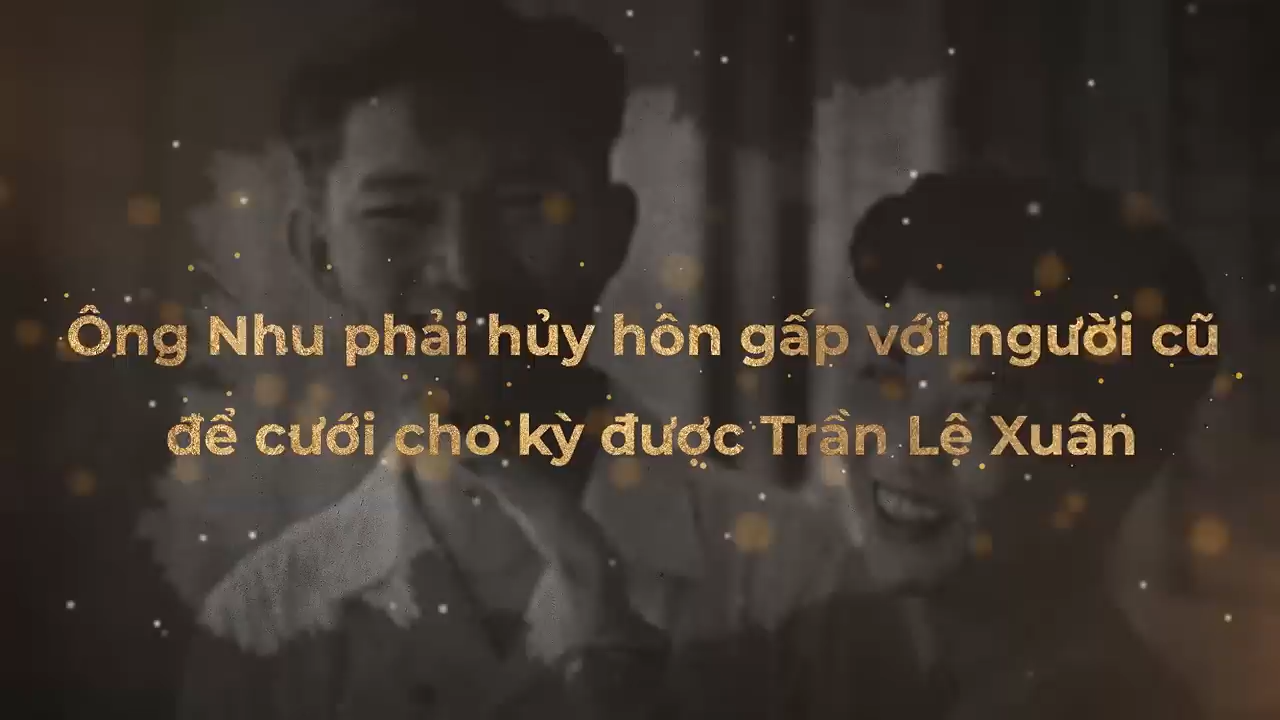 Ông Nhu phải hủy hôn gấp với người cũ
để cưới cho kỳ được Trần Lệ Xuân